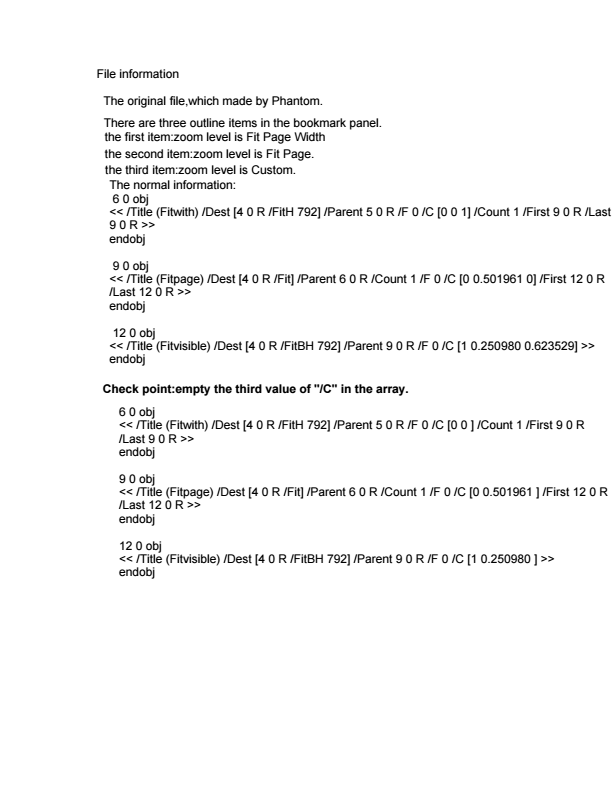 File information
The original file,which made by Phantom.
There are three outline items in the bookmark panel.
the first item:zoom level is Fit Page Width
the second item:zoom level is Fit Page.
the third item:zoom level is Custom.
The normal information:
6 0 obj
<< /Title (Fitwith) /Dest [4 0 R /FitH 792] /Parent 5 0 R /F 0 /C [0 0 1] /Count 1 /First 9 0 R /Last
9 0 R >>
endobj
9 0 obj
<< /Title (Fitpage) /Dest [4 0 R /Fit] /Parent 6 0 R /Count 1 /F 0 /C [0 0.501961 0] /First 12 0 R
/Last 12 0 R >>
endobj
12 0 obj
<< /Title (Fitvisible) /Dest [4 0 R /FitBH 792] /Parent 9 0 R /F 0 /C [1 0.250980 0.623529] >>
endobj
Check point:empty the third value of "/C" in the array.
6 0 obj
<< /Title (Fitwith) /Dest [4 0 R /FitH 792] /Parent 5 0 R /F 0 /C [0 0 ] /Count 1 /First 9 0 R
/Last 9 0 R >>
endobj
9 0 obj
<< /Title (Fitpage) /Dest [4 0 R /Fit] /Parent 6 0 R /Count 1 /F 0 /C [0 0.501961 ] /First 12 0 R
/Last 12 0 R >>
endobj
12 0 obj
<< /Title (Fitvisible) /Dest [4 0 R /FitBH 792] /Parent 9 0 R /F 0 /C [1 0.250980 ] >>
endobj